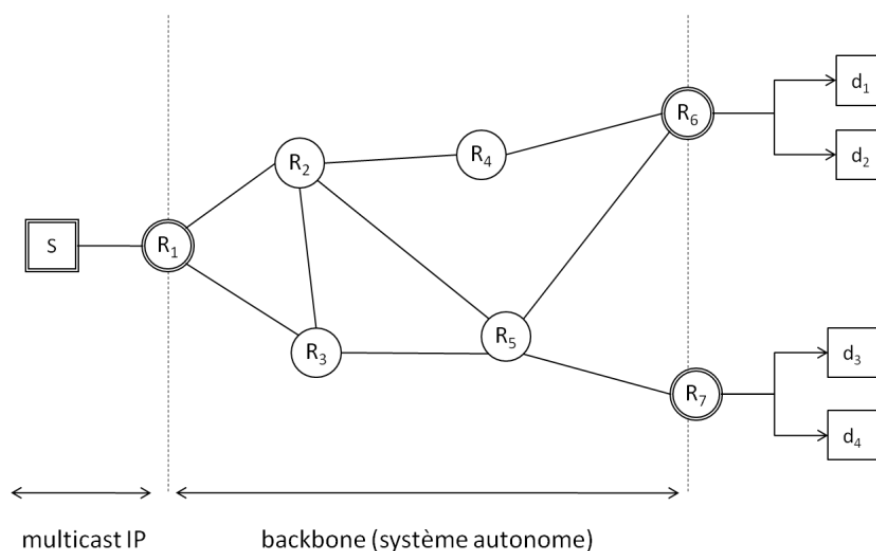 d₁
R₆
R₂
R₄
d₂
S
R₁
R₃
R₅
d₃
R₇
d₄
multicast IP
backbone (système autonome)